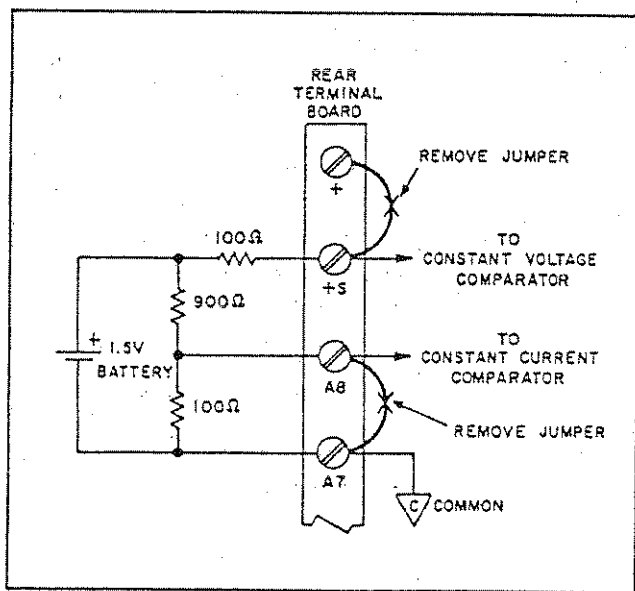 REAR
TERMINAL
BOARD
+
REMOVE JUMPER
100Ω
+S
TO
CONSTANT VOLTAGE
COMPARATOR
900Ω
+
1.5V
BATTERY
A8
TO
CONSTANT CURRENT
COMPARATOR
100Ω
REMOVE JUMPER
A7
C COMMON